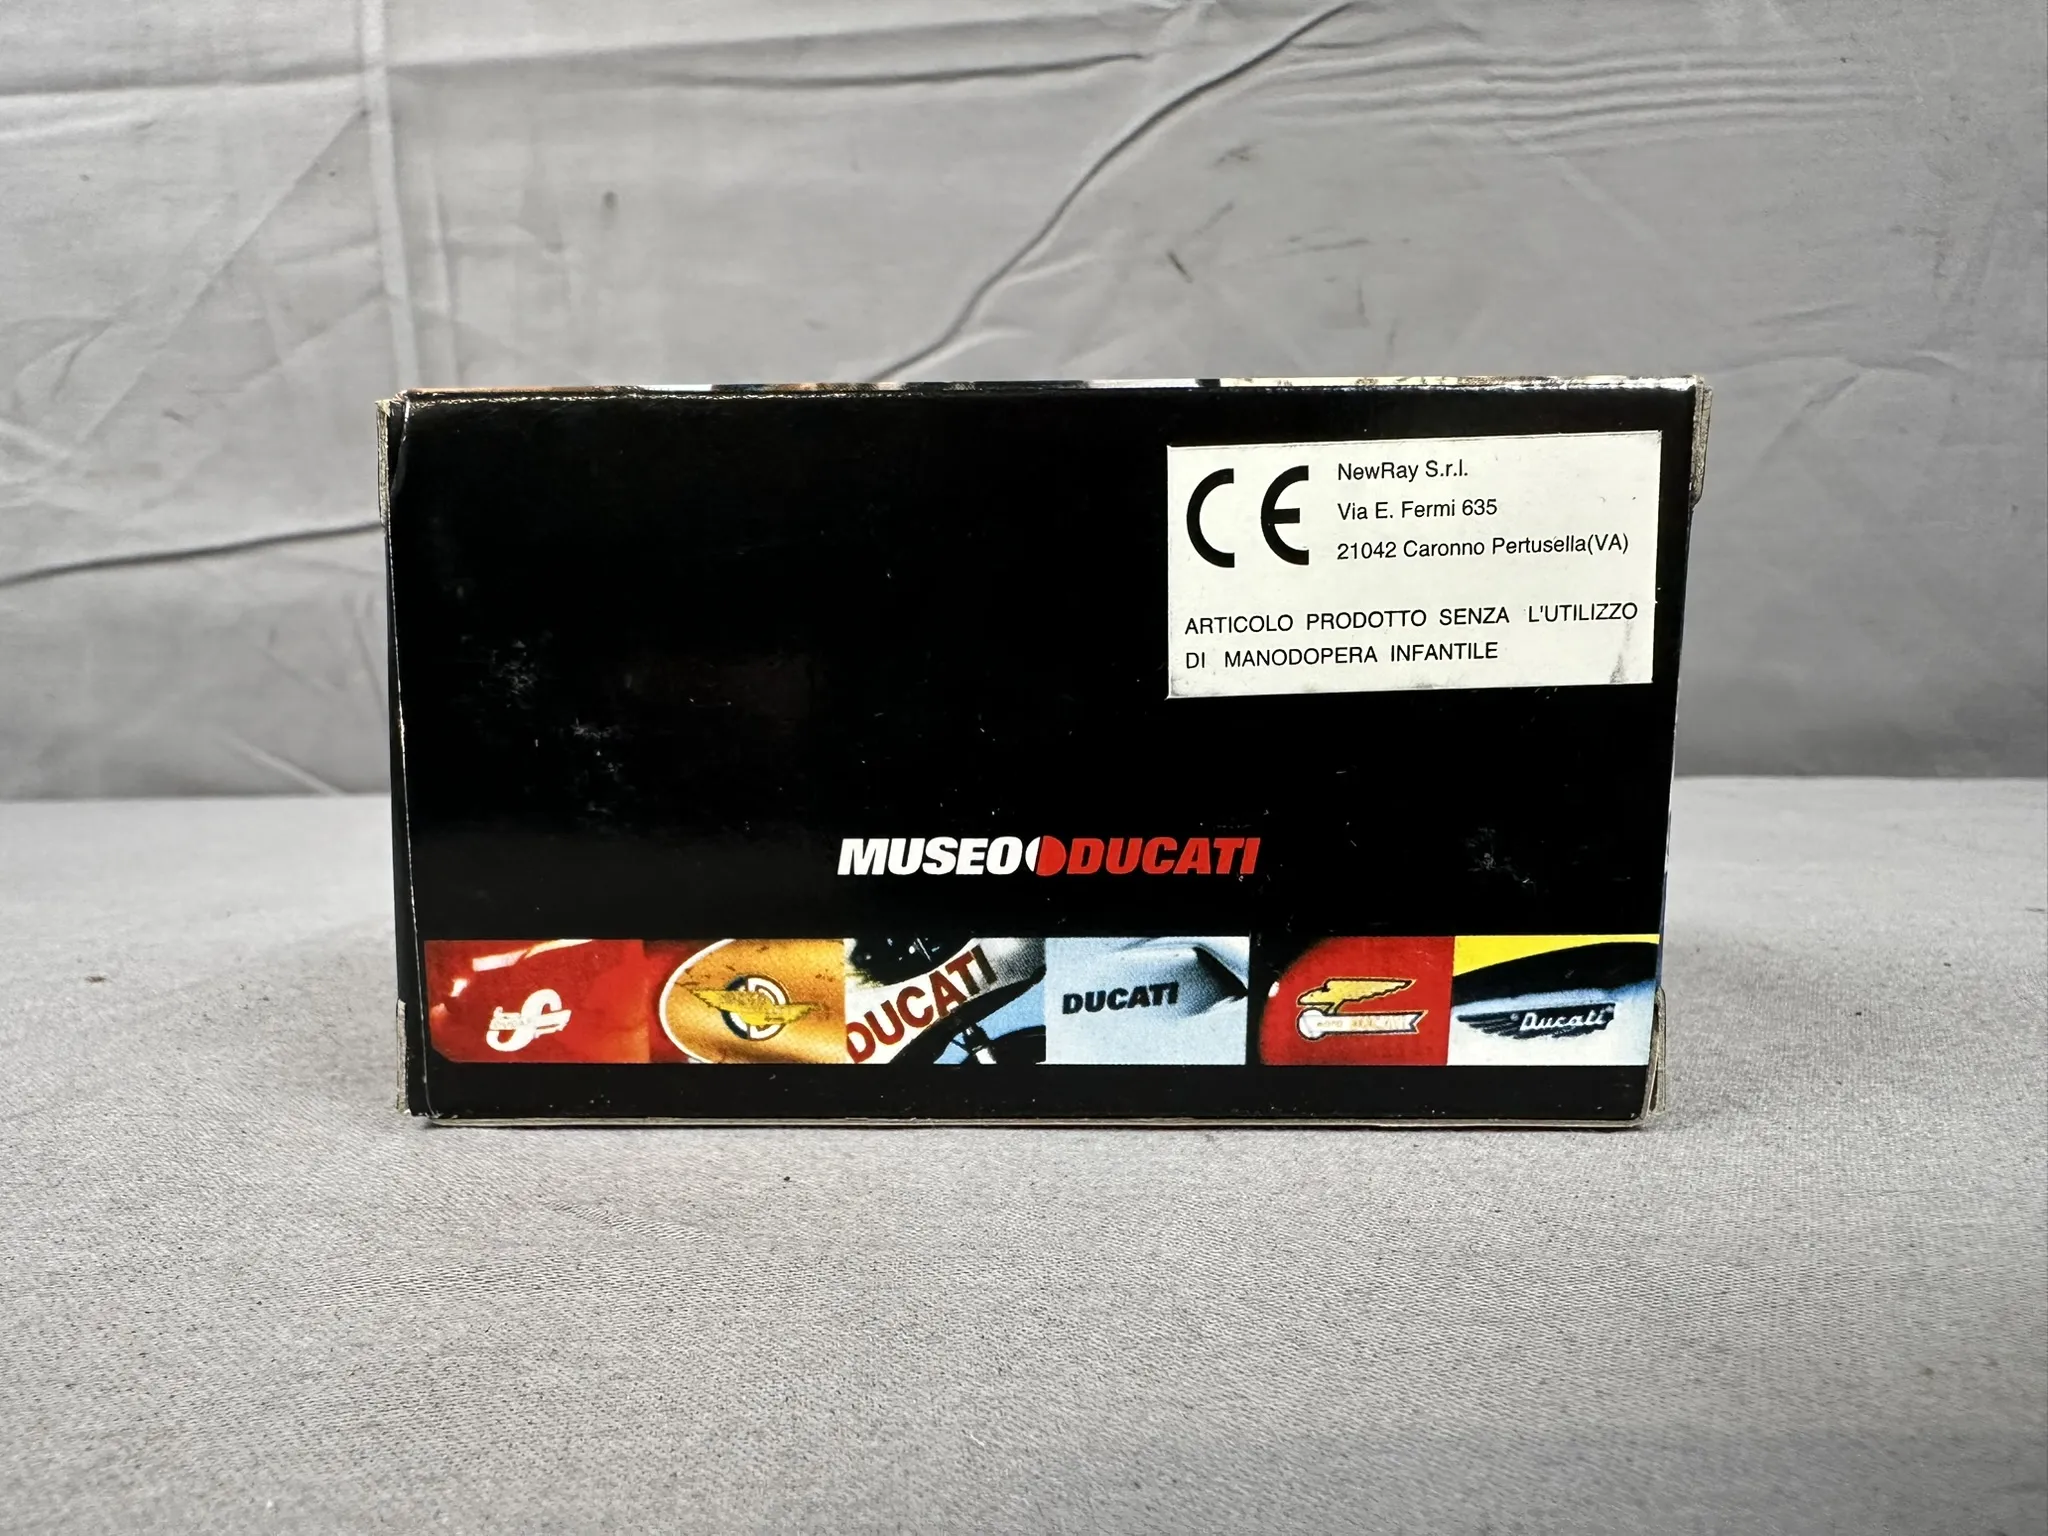 CE
NewRay S.r.l.
Via E. Fermi 635
21042 Caronno Pertusella(VA)
ARTICOLO PRODOTTO SENZA L'UTILIZZO
DI MANODOPERA INFANTILE
MUSEO DUCATI
DUCATI
DUCATI
Ducati